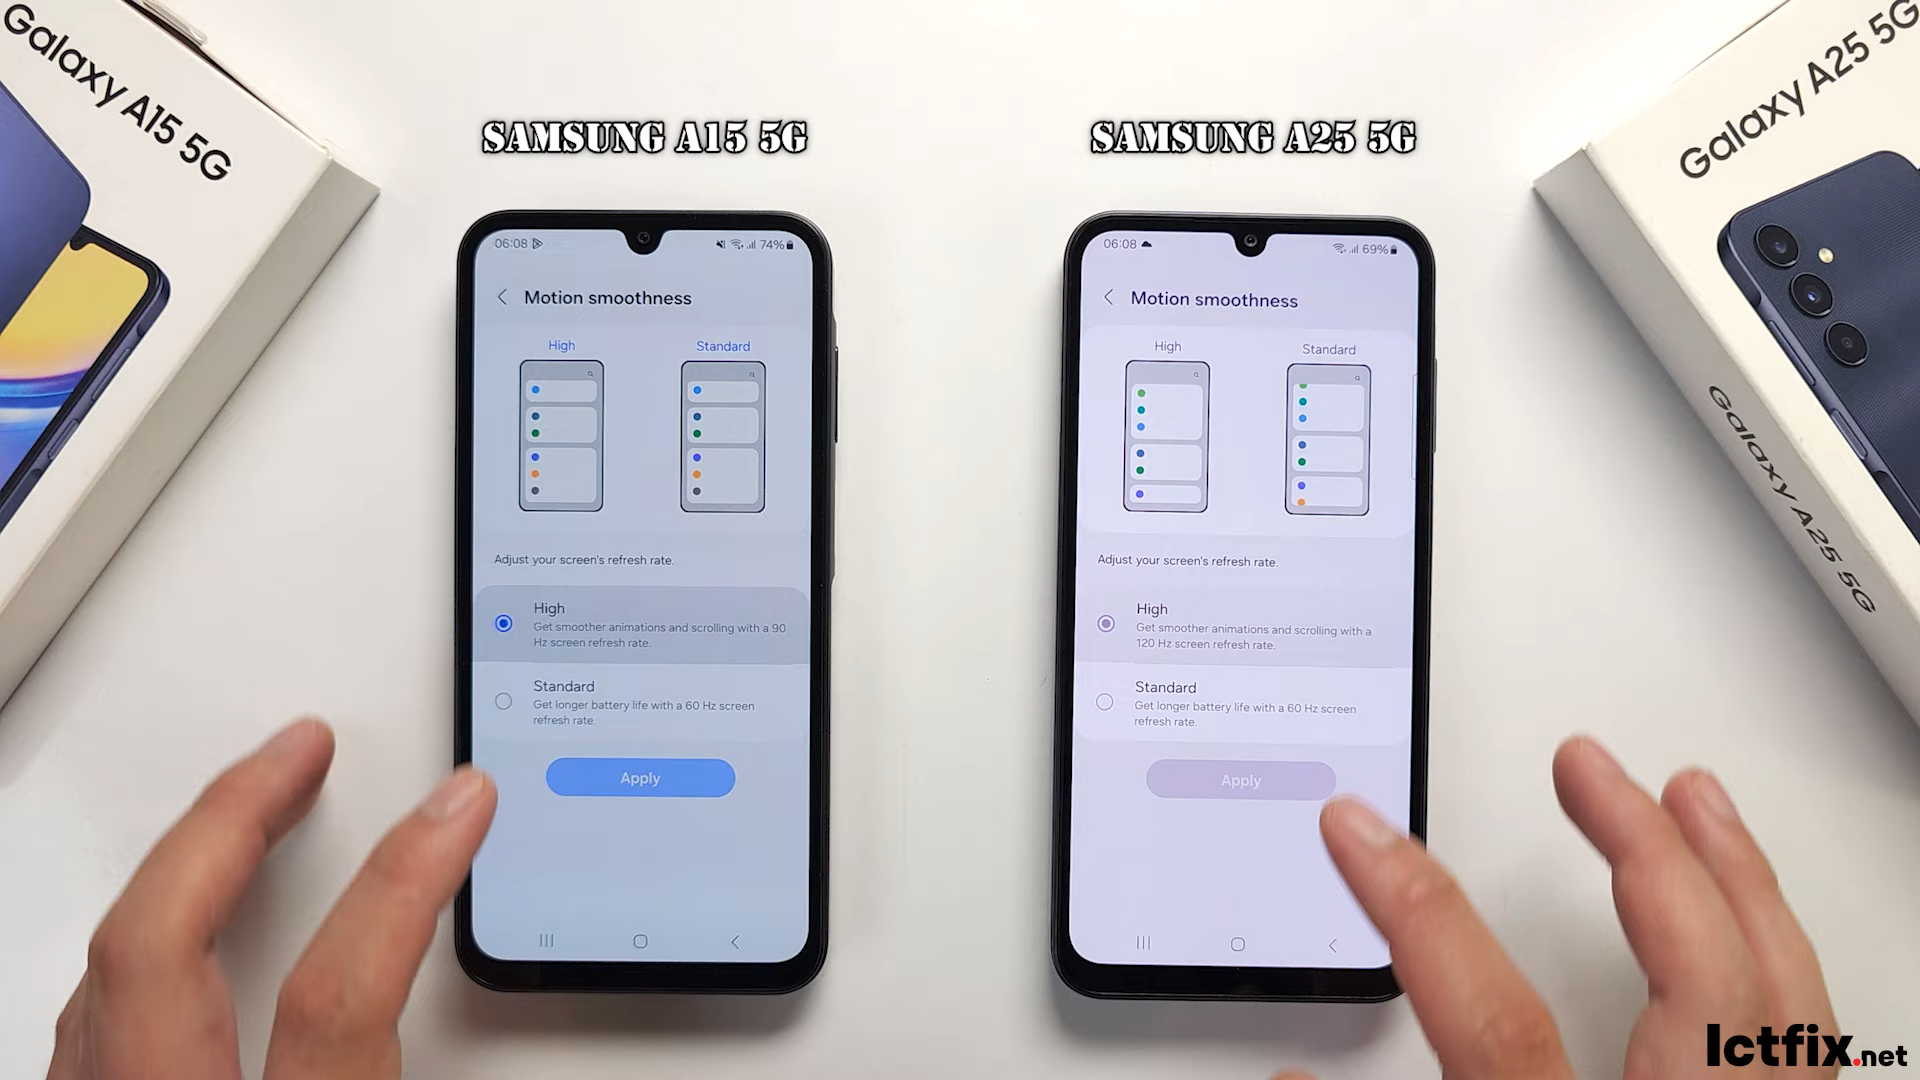 Galaxy A15 5G
SAMSUNG A15 5G
SAMSUNG A25 5G
Galaxy A25 5G
Galaxy A25 5G
06:08
74%
Motion smoothness
High
Standard
Adjust your screen's refresh rate.
High
Get smoother animations and scrolling with a 90
Hz screen refresh rate.
Standard
Get longer battery life with a 60 Hz screen
refresh rate.
Apply
06:08
69%
Motion smoothness
High
Standard
Adjust your screen's refresh rate.
High
Get smoother animations and scrolling with a
120 Hz screen refresh rate.
Standard
Get longer battery life with a 60 Hz screen
refresh rate.
Apply
Ictfix.net